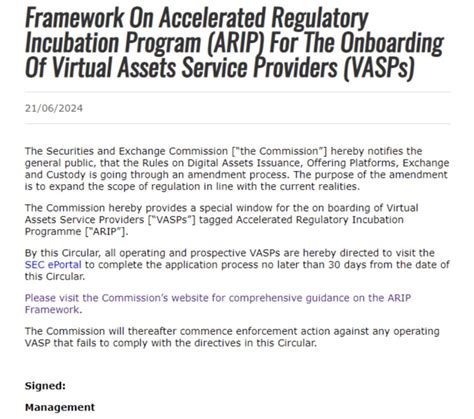 Framework On Accelerated Regulatory
Incubation Program (ARIP) For The Onboarding
Of Virtual Assets Service Providers (VASPs)
21/06/2024
The Securities and Exchange Commission ["the Commission"] hereby notifies the
general public, that the Rules on Digital Assets Issuance, Offering Platforms, Exchange
and Custody is going through an amendment process. The purpose of the amendment
is to expand the scope of regulation in line with the current realities.
The Commission hereby provides a special window for the on boarding of Virtual
Assets Service Providers ["VASPs"] tagged Accelerated Regulatory Incubation
Programme ["ARIP"].
By this Circular, all operating and prospective VASPs are hereby directed to visit the
SEC ePortal to complete the application process no later than 30 days from the date of
this Circular.
Please visit the Commission's website for comprehensive guidance on the ARIP
Framework.
The Commission will thereafter commence enforcement action against any operating
VASP that fails to comply with the directives in this Circular.
Signed:
Management